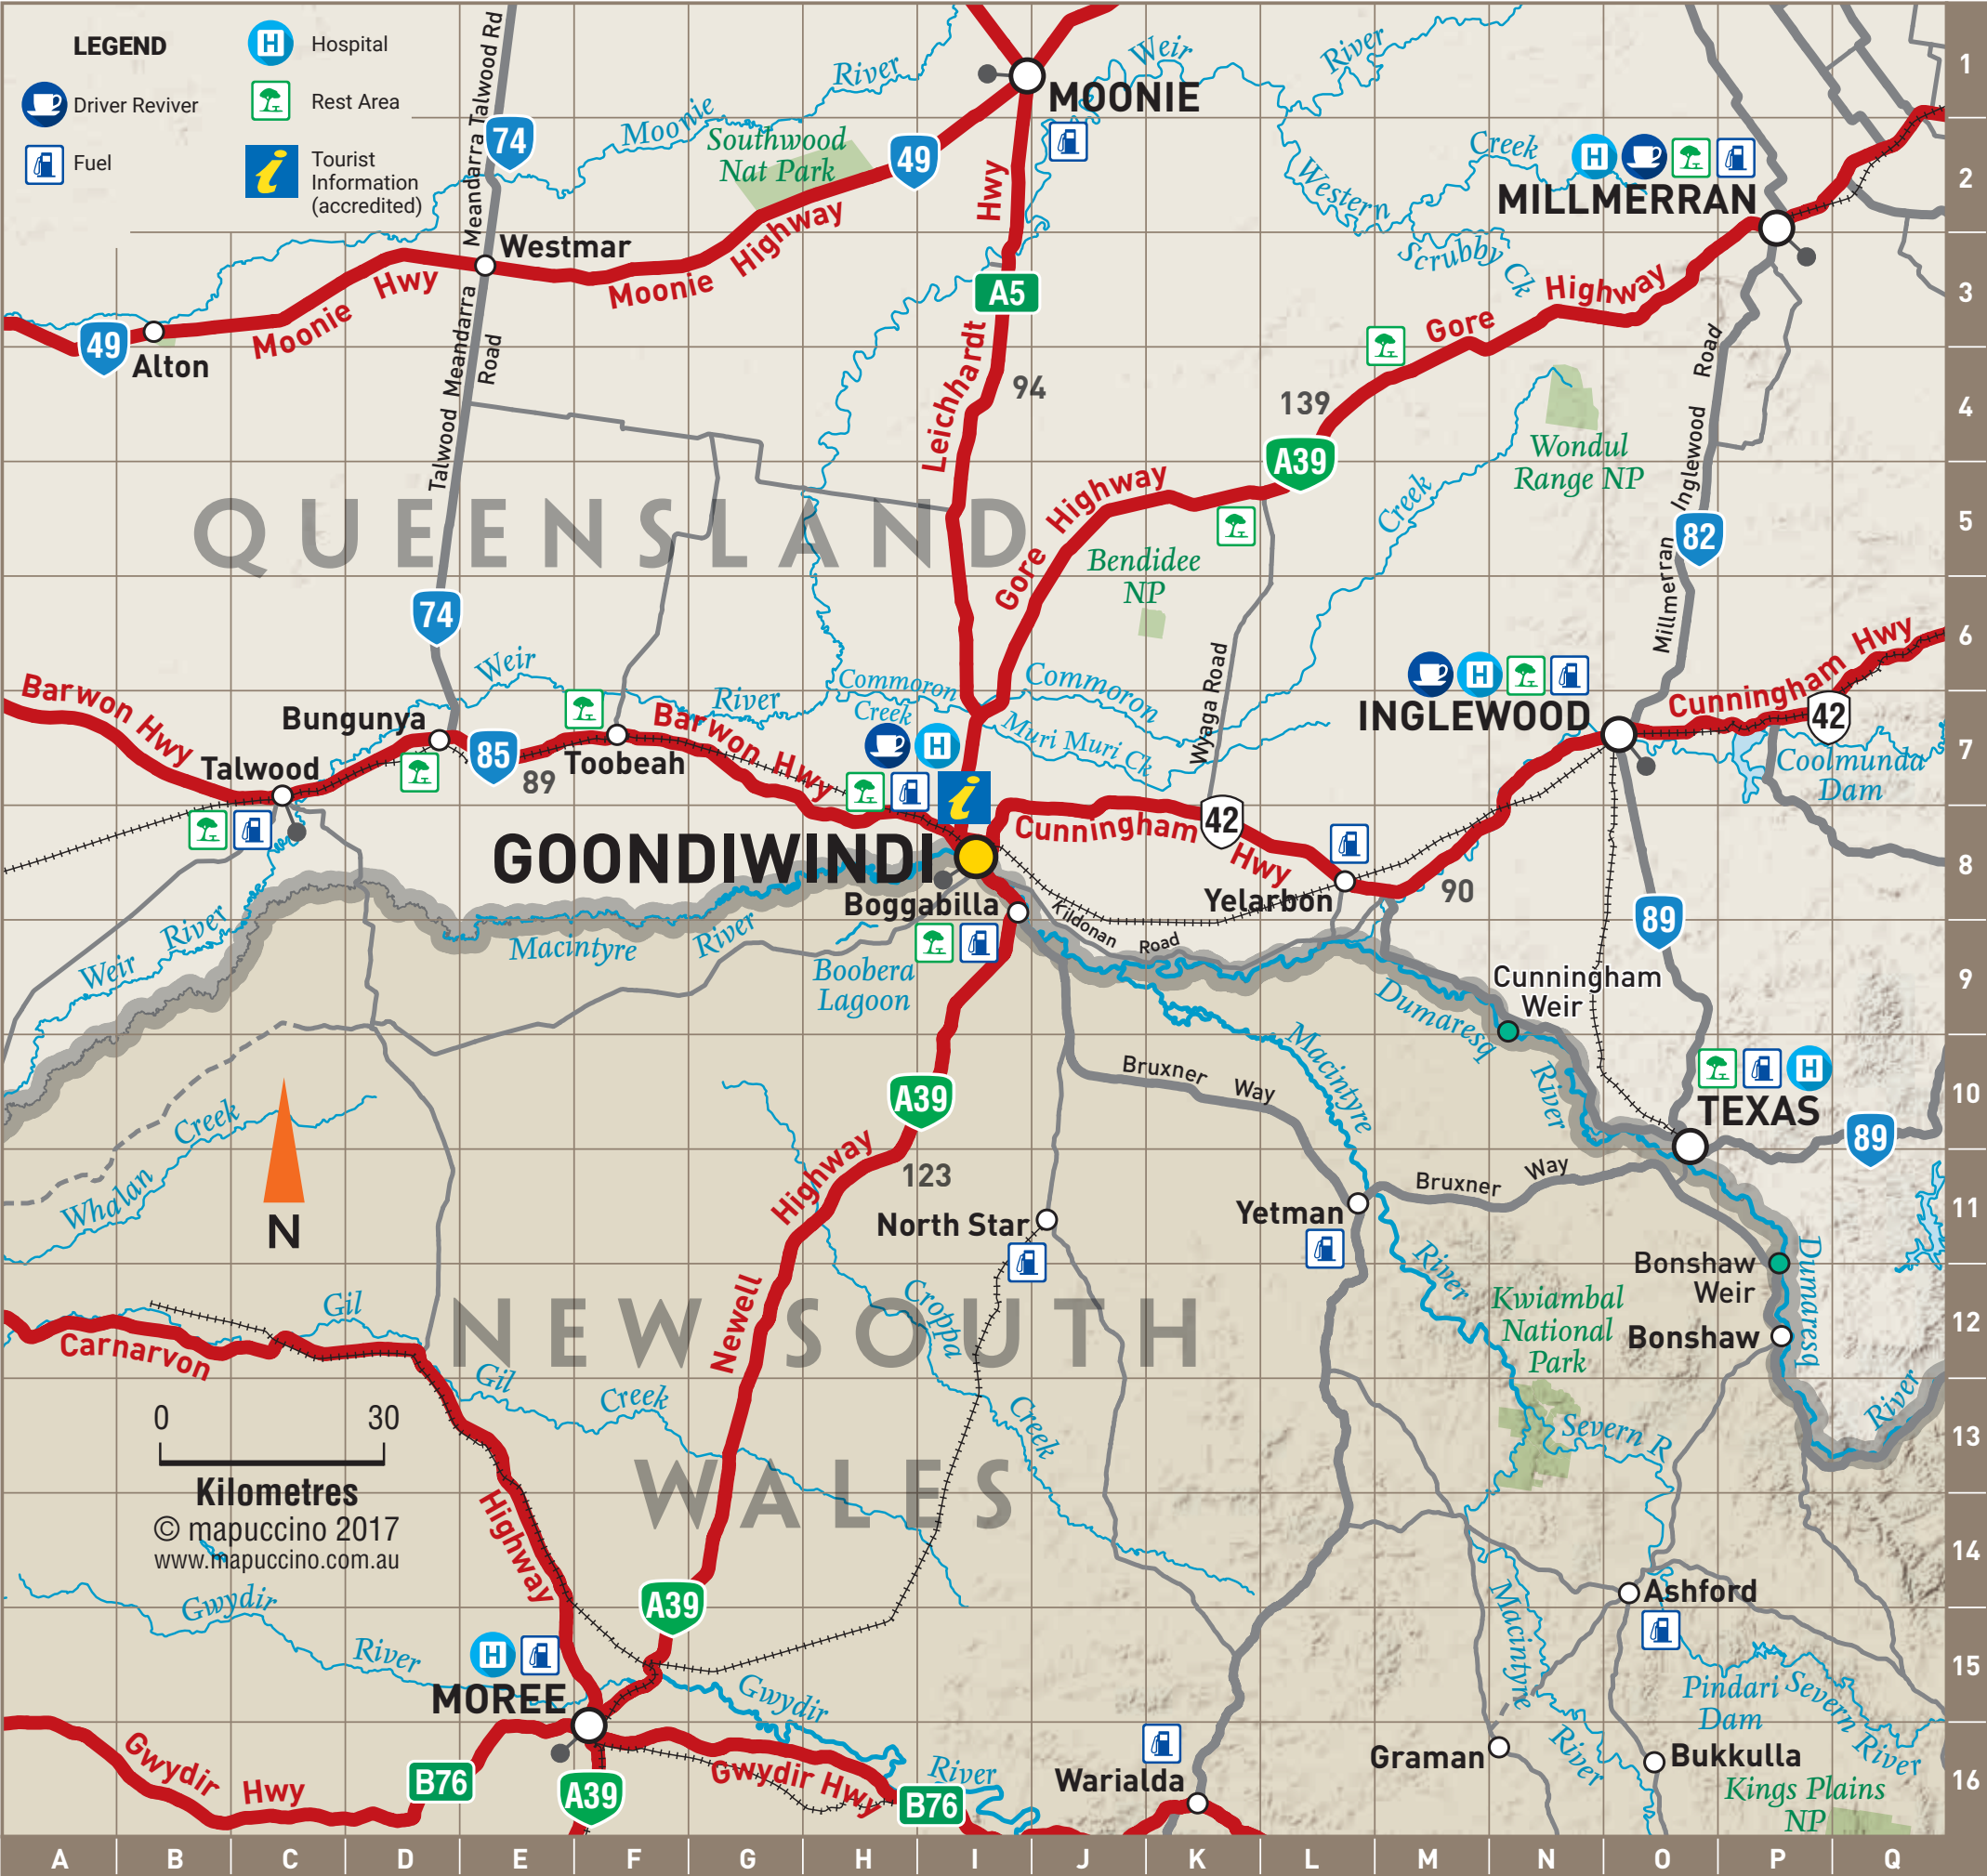 LEGEND
Hospital
Driver Reviver
Rest Area
Fuel
Tourist
Information
(accredited)
Meandarra Talwood Rd
74
Moonie
River
Southwood
Nat Park
49
MOONIE
Weir
River
Western
Creek
MILLMERRAN
Scrubby Ck
1
2
3
4
5
6
7
8
9
10
11
12
13
14
15
16
Westmar
Moonie
Hwy
Moonie
Highway
49
Alton
Talwood Meandarra
Road
Hwy
A5
Leichhardt
94
139
A39
Gore
Highway
Gore
Highway
Wondul
Range NP
Creek
Road
Inglewood
Millmerran
82
QUEENSLAND
Bendidee
NP
74
Weir
River
Commoron
Creek
Commoron
Muri Muri Ck
Wyaga Road
INGLEWOOD
Cunningham
Hwy
42
Coolmunda
Dam
Barwon Hwy
Bungunya
Talwood
85
89
Toobeah
Barwon Hwy
H
i
GOONDIWINDI
Cunningham
42
Hwy
Yelarbon
90
89
Boggabilla
Kildonan
Road
Weir
River
Macintyre
River
Boobera
Lagoon
Cunningham
Weir
Dumaresq
River
Macintyre
TEXAS
89
A39
Bruxner
Way
Whalan
Creek
N
Highway
123
North Star
Yetman
Bruxner
Way
River
Bonshaw
Weir
Bonshaw
Dumaresq
River
Kwiambal
National
Park
NEW SOUTH
WALES
Carnarvon
Gil
Gil
Creek
Newell
Croppa
Creek
Severn R
0
30
Kilometres
© mapuccino 2017
www.mapuccino.com.au
Highway
Gwydir
River
A39
MOREE
Gwydir
Ashford
Macintyre
River
Pindari
Dam
Severn
River
Gwydir
Hwy
B76
A39
Gwydir Hwy
B76
River
Warialda
Graman
Bukkulla
Kings Plains
NP
A
B
C
D
E
F
G
H
I
J
K
L
M
N
O
P
Q